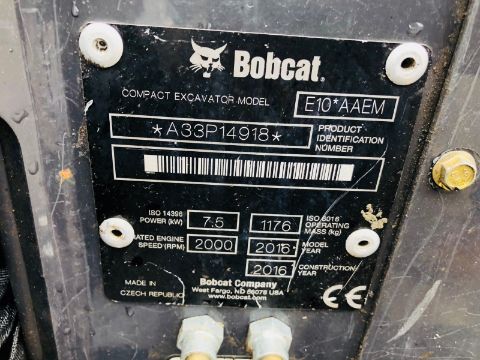 Bobcat.
COMPACT EXCAVATOR MODEL E10*AAEM
*A33P14918* PRODUCT IDENTIFICATION NUMBER
ISO 14396 POWER (kW) 7.5 1176 ISO 6016 OPERATING MASS (kg)
RATED ENGINE SPEED (RPM) 2000 2016 MODEL YEAR
2016 CONSTRUCTION YEAR
MADE IN CZECH REPUBLIC
Bobcat Company
West Fargo, ND 58078 USA
www.bobcat.com
CE